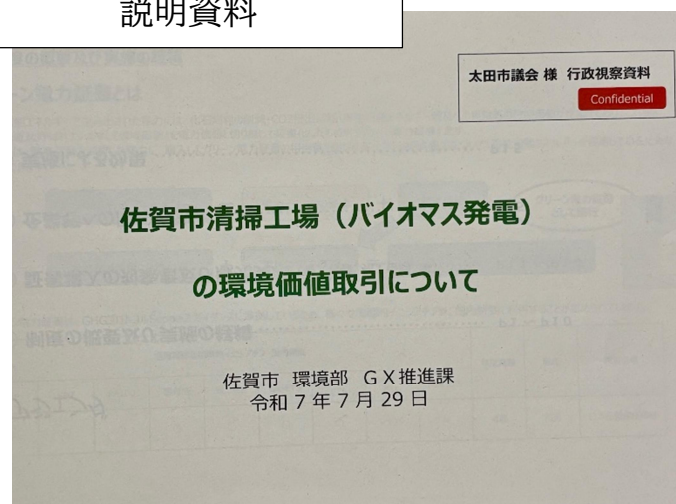 説明資料
太田市議会 様 行政視察資料
Confidential
佐賀市清掃工場(バイオマス発電)
の環境価値取引について
佐賀市 環境部 GX推進課
令和7年7月29日